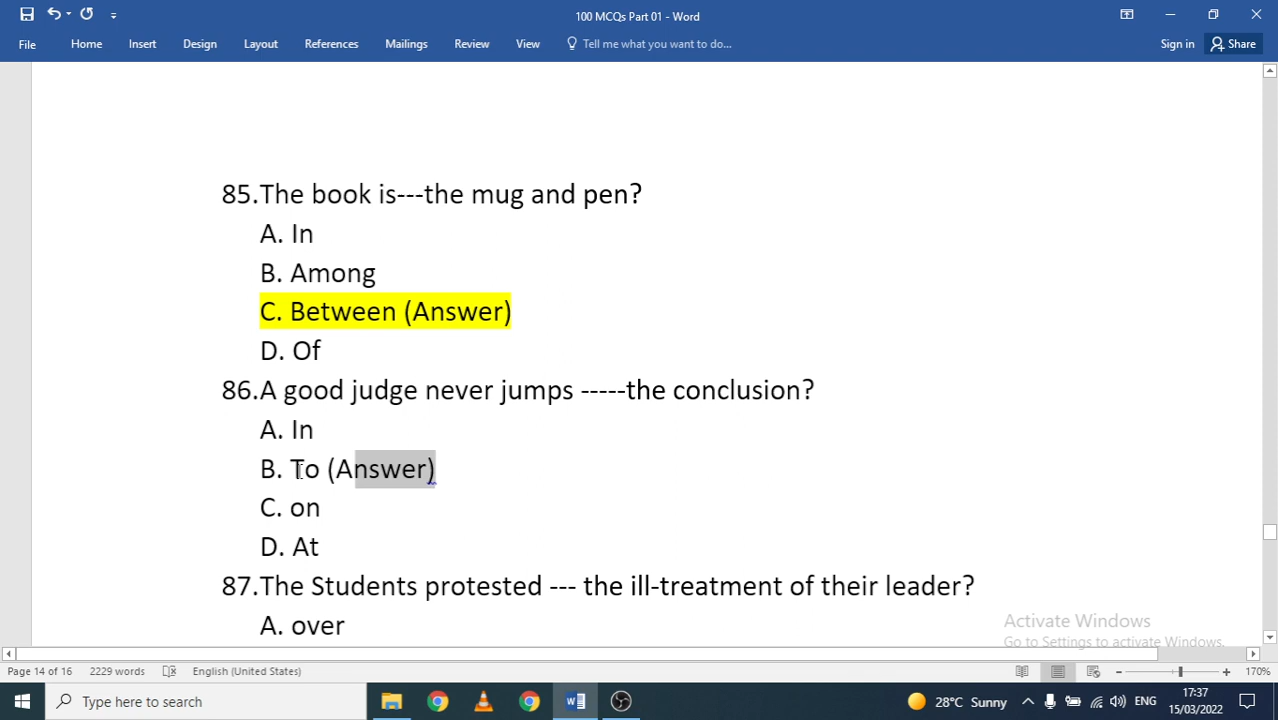 100 MCQs Part 01 - Word
File Home Insert Design Layout References Mailings Review View Tell me what you want to do... Sign in Share
85.The book is---the mug and pen?
A. In
B. Among
C. Between (Answer)
D. Of
86.A good judge never jumps -----the conclusion?
A. In
B. To (Answer)
C. on
D. At
87.The Students protested --- the ill-treatment of their leader?
A. over
Activate Windows
Go to Settings to activate Windows.
Page 14 of 16 2229 words English (United States) 170%
Type here to search 28°C Sunny ENG 17:37
15/03/2022